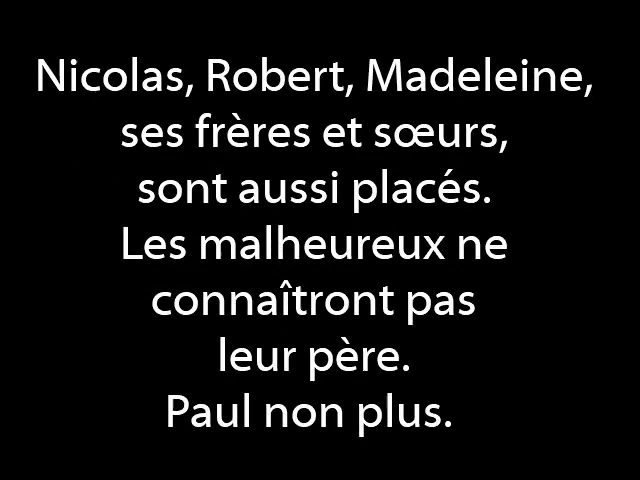 Nicolas, Robert, Madeleine,
ses frères et sœurs,
sont aussi placés.
Les malheureux ne
connaîtront pas
leur père.
Paul non plus.